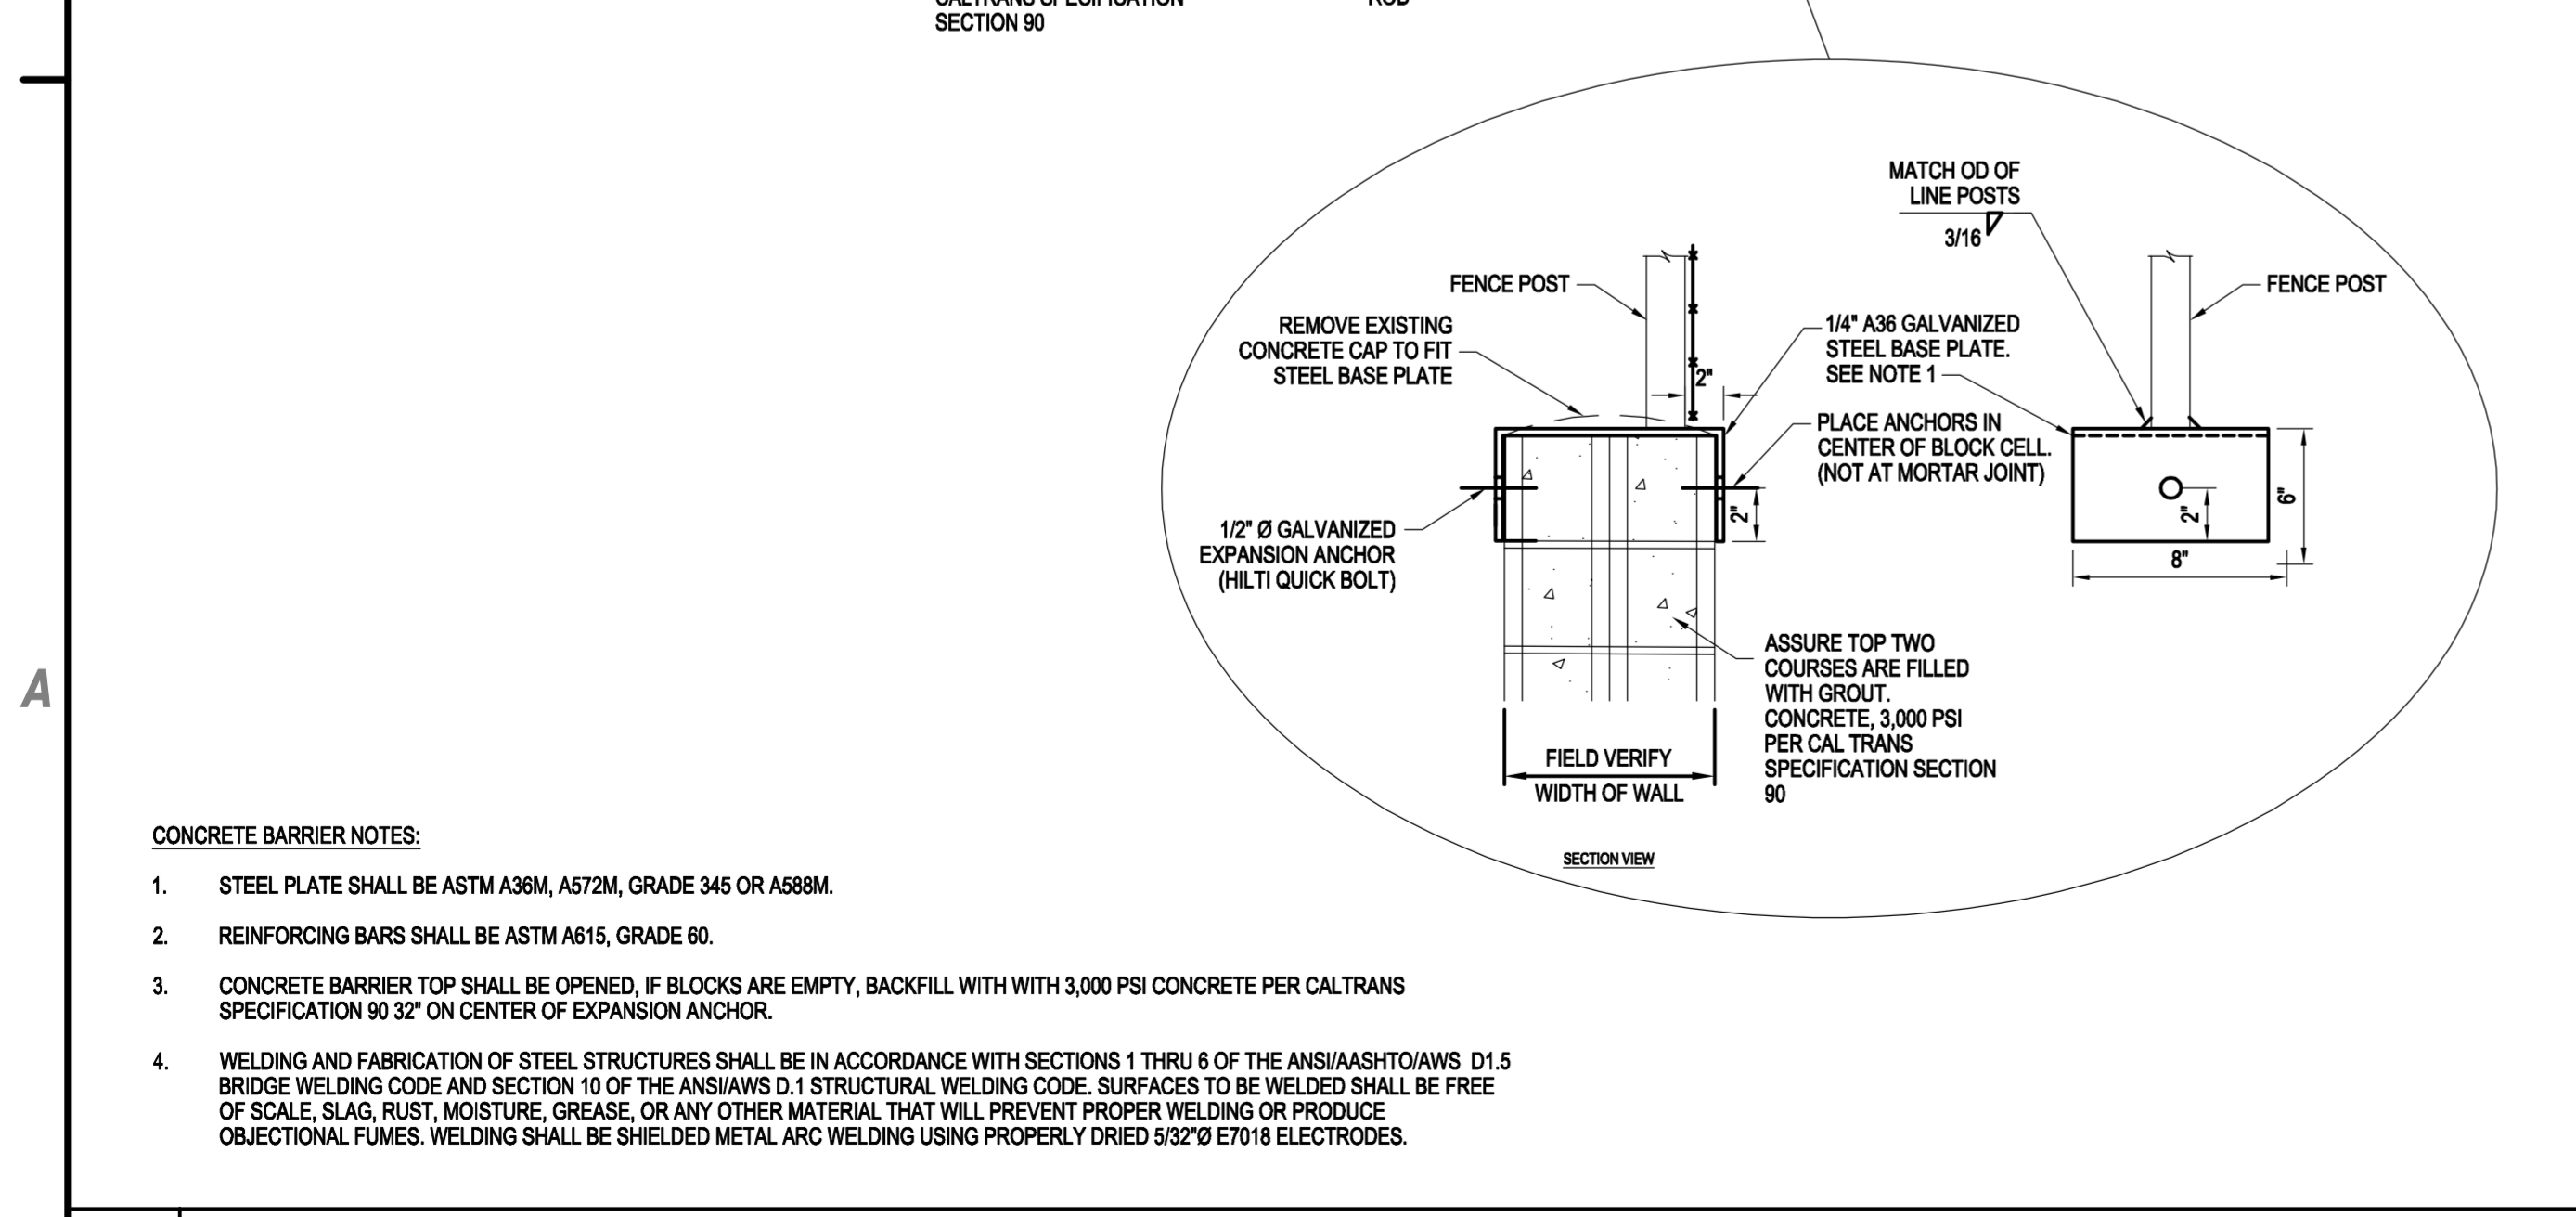 SECTION 90
MATCH OD OF
LINE POSTS
3/16
FENCE POST
FENCE POST
REMOVE EXISTING
CONCRETE CAP TO FIT
STEEL BASE PLATE
1/4" A36 GALVANIZED
STEEL BASE PLATE.
SEE NOTE 1
2"
PLACE ANCHORS IN
CENTER OF BLOCK CELL.
(NOT AT MORTAR JOINT)
2"
2"
6"
8"
1/2" Ø GALVANIZED
EXPANSION ANCHOR
(HILTI QUICK BOLT)
ASSURE TOP TWO
COURSES ARE FILLED
WITH GROUT.
CONCRETE, 3,000 PSI
PER CAL TRANS
SPECIFICATION SECTION
90
FIELD VERIFY
WIDTH OF WALL
SECTION VIEW
A
CONCRETE BARRIER NOTES:
1. STEEL PLATE SHALL BE ASTM A36M, A572M, GRADE 345 OR A588M.
2. REINFORCING BARS SHALL BE ASTM A615, GRADE 60.
3. CONCRETE BARRIER TOP SHALL BE OPENED, IF BLOCKS ARE EMPTY, BACKFILL WITH WITH 3,000 PSI CONCRETE PER CALTRANS
SPECIFICATION 90 32" ON CENTER OF EXPANSION ANCHOR.
4. WELDING AND FABRICATION OF STEEL STRUCTURES SHALL BE IN ACCORDANCE WITH SECTIONS 1 THRU 6 OF THE ANSI/AASHTO/AWS D1.5
BRIDGE WELDING CODE AND SECTION 10 OF THE ANSI/AWS D.1 STRUCTURAL WELDING CODE. SURFACES TO BE WELDED SHALL BE FREE
OF SCALE, SLAG, RUST, MOISTURE, GREASE, OR ANY OTHER MATERIAL THAT WILL PREVENT PROPER WELDING OR PRODUCE
OBJECTIONAL FUMES. WELDING SHALL BE SHIELDED METAL ARC WELDING USING PROPERLY DRIED 5/32"Ø E7018 ELECTRODES.